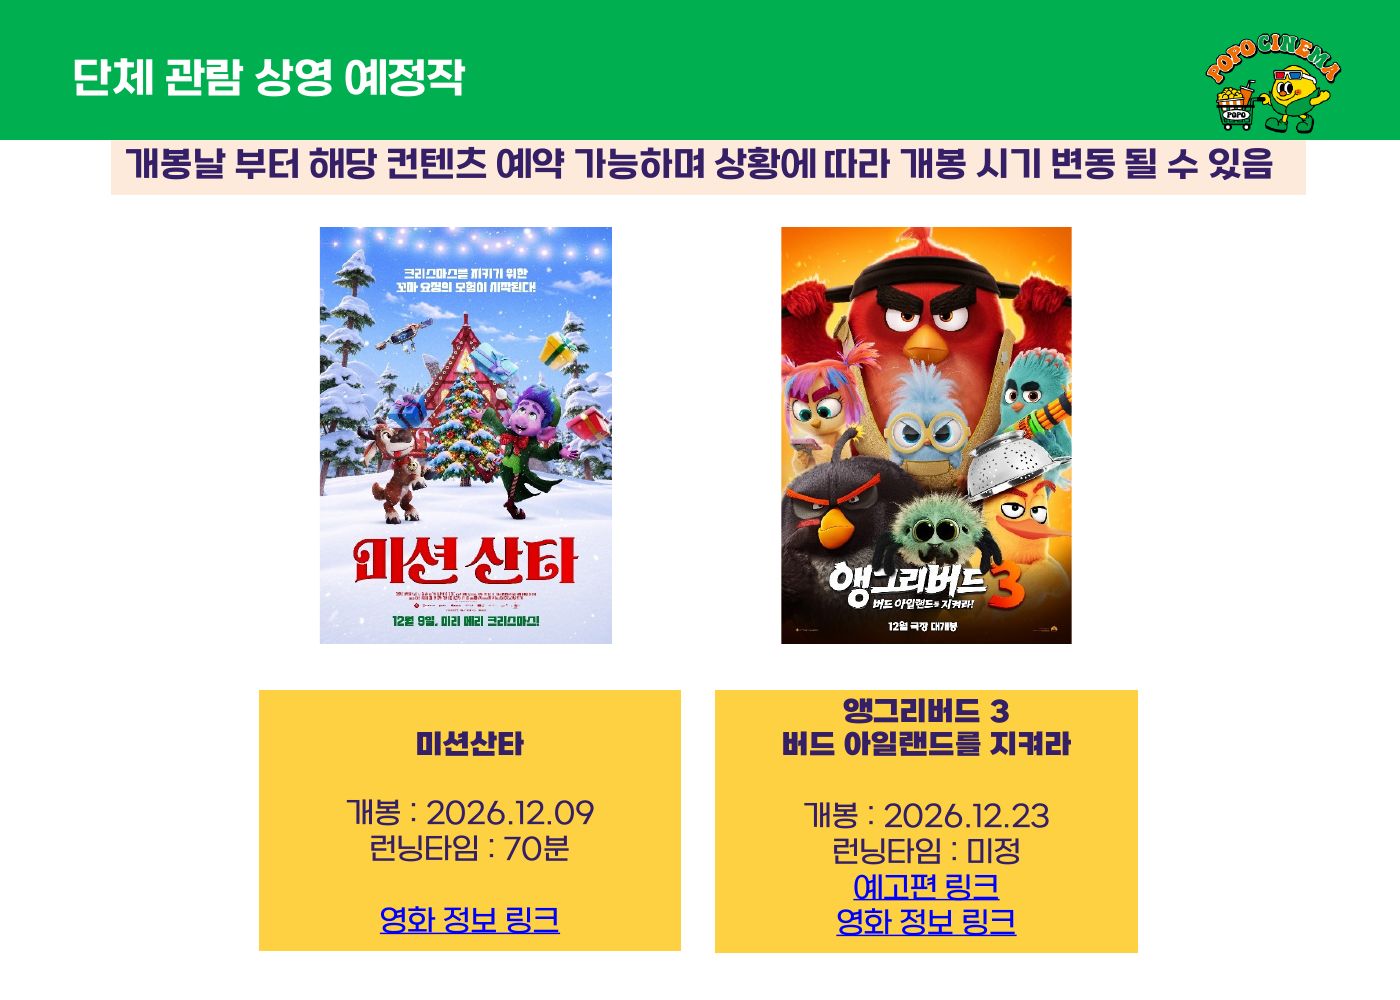 단체 관람 상영 예정작
POPO CINEMA
POPO
개봉날 부터 해당 컨텐츠 예약 가능하며 상황에 따라 개봉 시기 변동 될 수 있음
크리스마스를 지키기 위한
꼬마 요정의 모험이 시작된다!
미션 산타
12월 9일, 미리 메리 크리스마스!
앵그리버드 3
버드 아일랜드를 지켜라!
12월 극장 대개봉
미션산타
개봉 : 2026.12.09
런닝타임 : 70분
영화 정보 링크
앵그리버드 3
버드 아일랜드를 지켜라
개봉 : 2026.12.23
런닝타임 : 미정
예고편 링크
영화 정보 링크